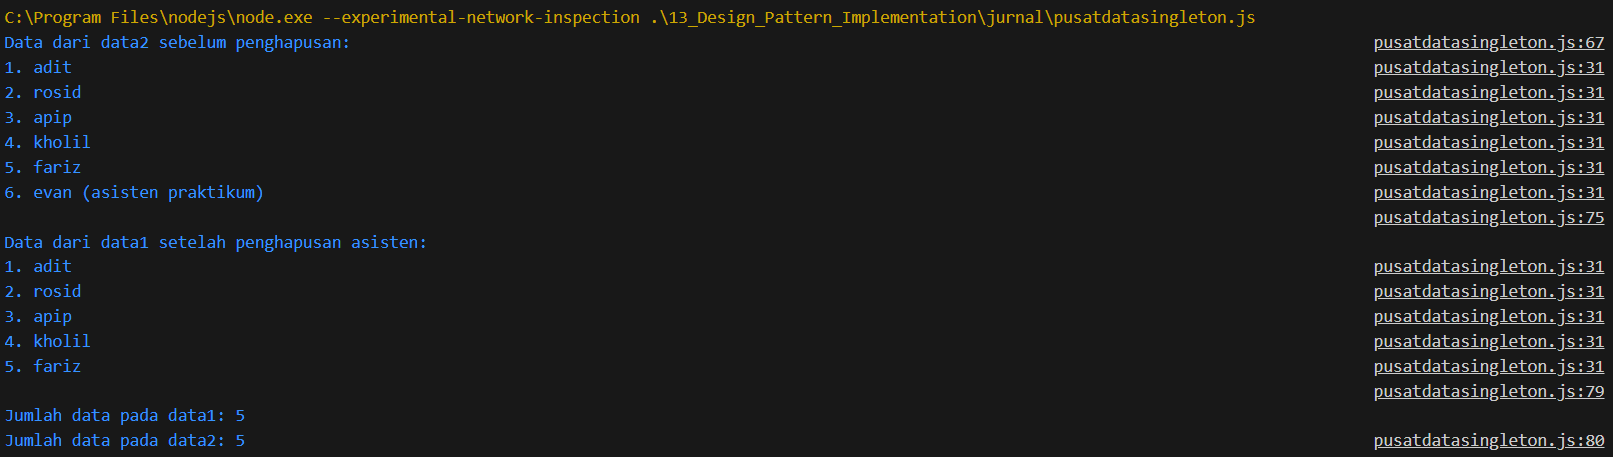 C:\Program Files\nodejs\node.exe --experimental-network-inspection .\13_Design_Pattern_Implementation\jurnal\pusatdatasingleton.js
Data dari data2 sebelum penghapusan: pusatdatasingleton.js:67
1. adit pusatdatasingleton.js:31
2. rosid pusatdatasingleton.js:31
3. apip pusatdatasingleton.js:31
4. kholil pusatdatasingleton.js:31
5. fariz pusatdatasingleton.js:31
6. evan (asisten praktikum) pusatdatasingleton.js:31
pusatdatasingleton.js:75
Data dari data1 setelah penghapusan asisten:
1. adit pusatdatasingleton.js:31
2. rosid pusatdatasingleton.js:31
3. apip pusatdatasingleton.js:31
4. kholil pusatdatasingleton.js:31
5. fariz pusatdatasingleton.js:31
pusatdatasingleton.js:79
Jumlah data pada data1: 5
Jumlah data pada data2: 5 pusatdatasingleton.js:80